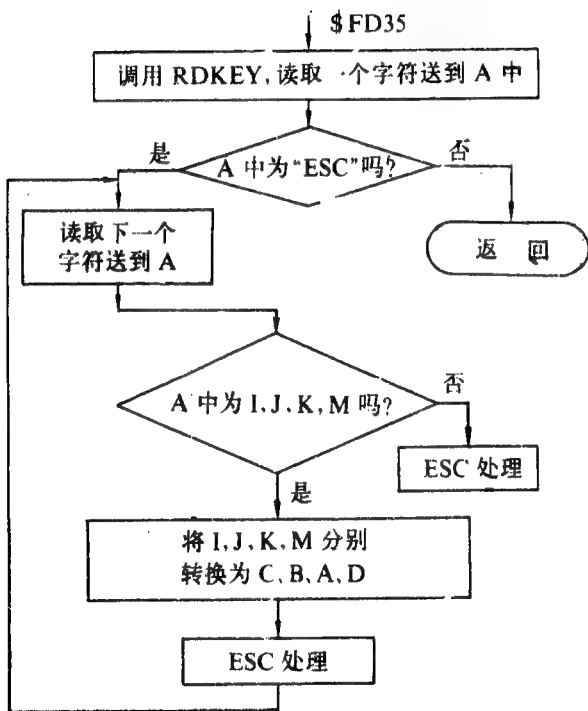 $FD35
调用 RDKEY,读取一个字符送到 A 中
是
A 中为“ESC”吗?
否
读取下一个
字符送到 A
返 回
A 中为 I,J,K,M 吗?
否
ESC 处理
是
将 I,J,K,M 分别
转换为 C,B,A,D
ESC 处理